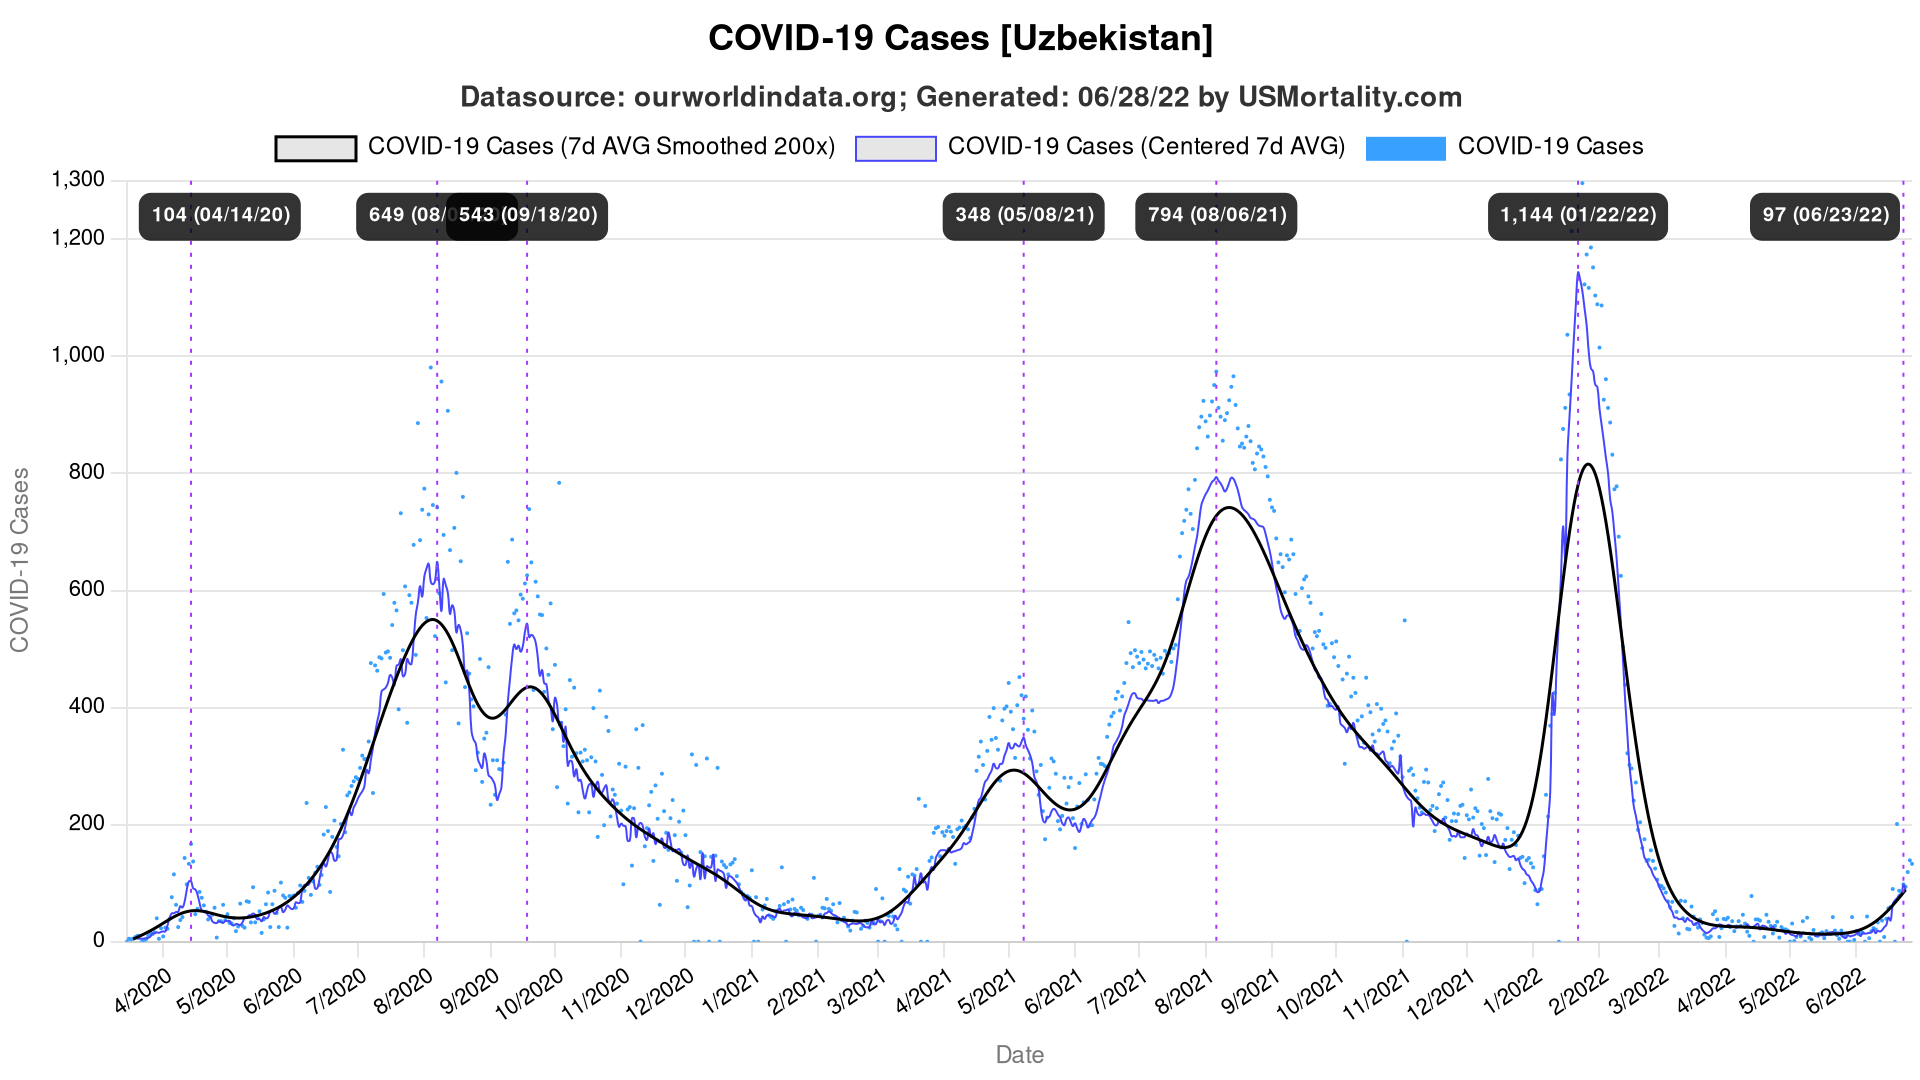 COVID-19 Cases [Uzbekistan]
Datasource: ourworldindata.org; Generated: 06/28/22 by USMortality.com
COVID-19 Cases (7d AVG Smoothed 200x) COVID-19 Cases (Centered 7d AVG) COVID-19 Cases
1,300
104 (04/14/20) 649 (08/ 543 (09/18/20) 348 (05/08/21) 794 (08/06/21) 1,144 (01/22/22) 97 (06/23/22)
1,200
1,000
800
600
400
200
0
COVID-19 Cases
4/2020 5/2020 6/2020 7/2020 8/2020 9/2020 10/2020 11/2020 12/2020 1/2021 2/2021 3/2021 4/2021 5/2021 6/2021 7/2021 8/2021 9/2021 10/2021 11/2021 12/2021 1/2022 2/2022 3/2022 4/2022 5/2022 6/2022
Date